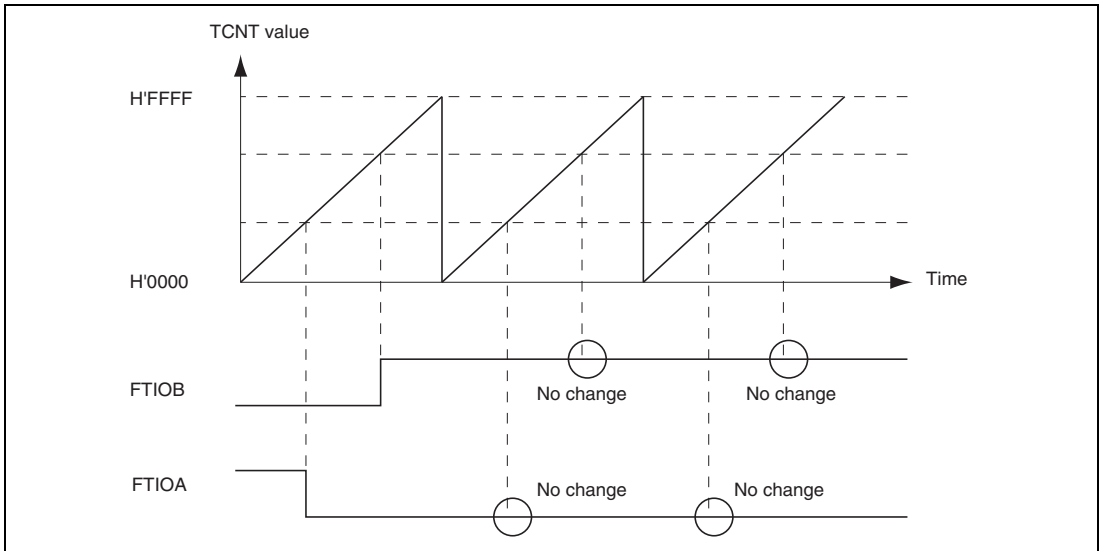 TCNT value
H'FFFF
H'0000
Time
FTIOB
No change
No change
FTIOA
No change
No change